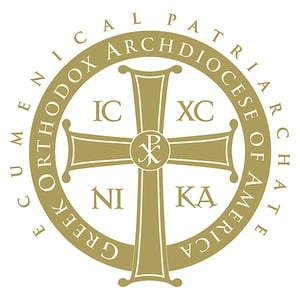 ECUMENICAL PATRIARCHATE
GREEK ORTHODOX ARCHDIOCESE OF AMERICA
IC XC
NI KA